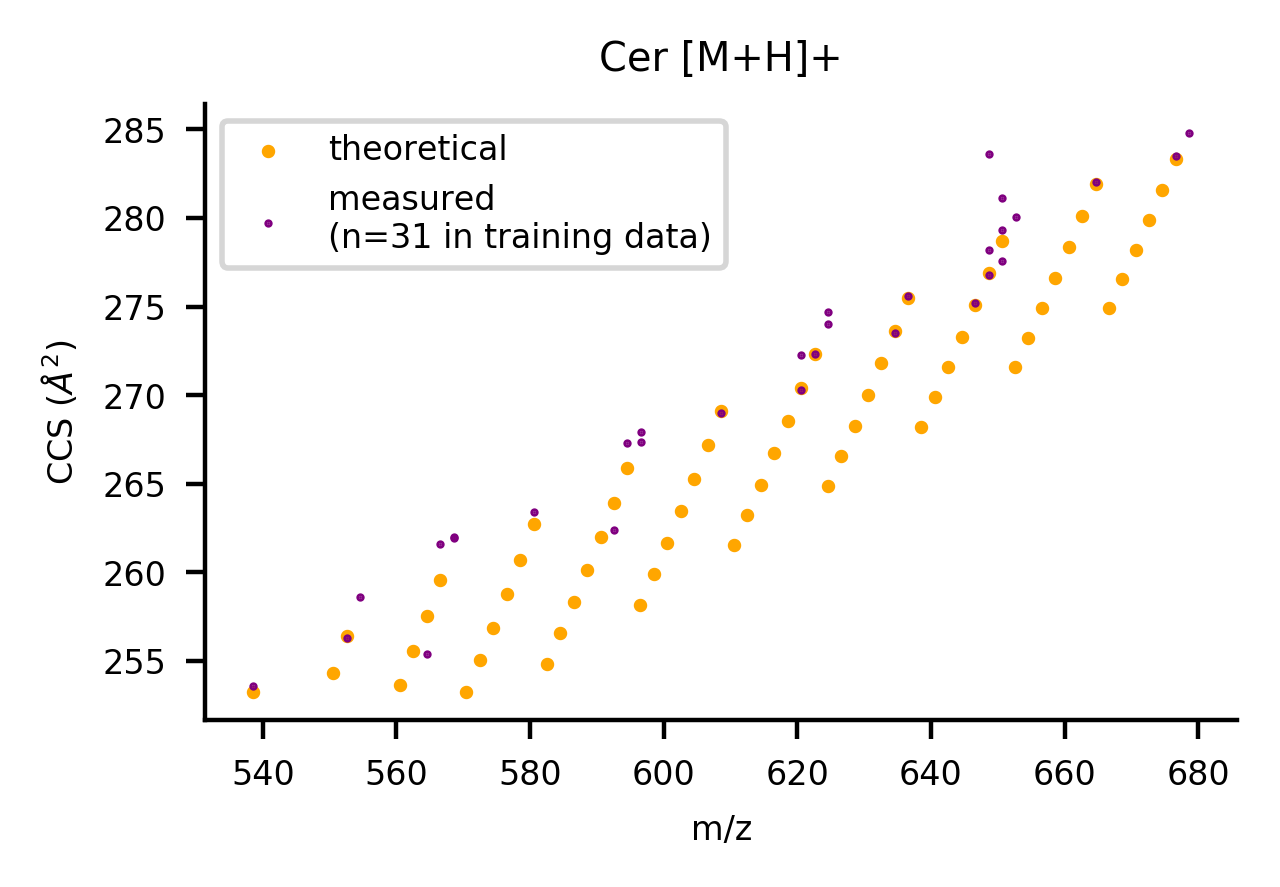 Cer [M+H]+
theoretical
measured
(n=31 in training data)
CCS (Å²)
285
280
275
270
265
260
255
540
560
580
600
620
640
660
680
m/z